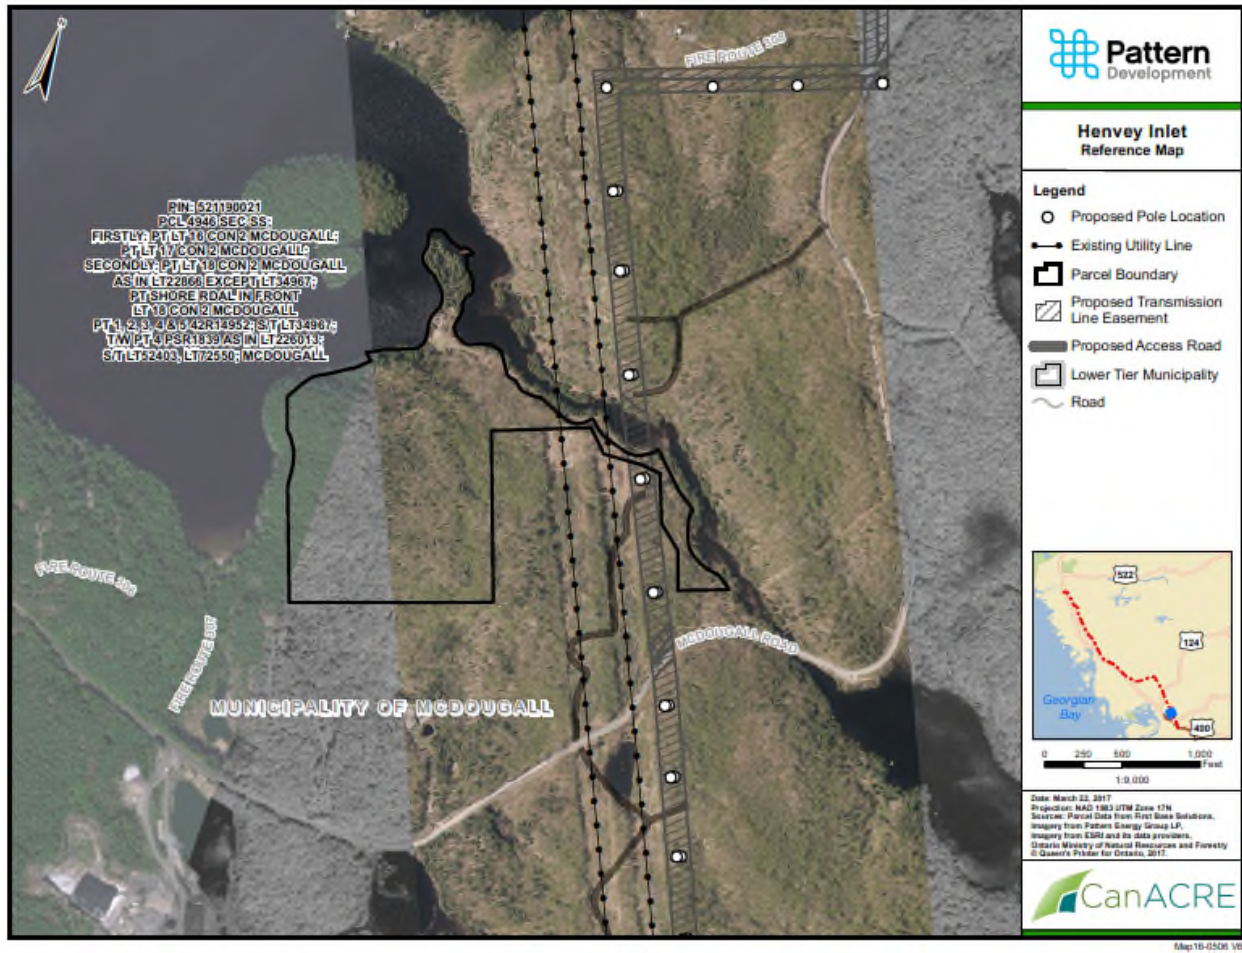 N
FIRE ROUTE 308
PIN: 521190021
PCL 4946 SEC SS;
FIRSTLY: PT LT 16 CON 2 MCDOUGALL;
PT LT 17 CON 2 MCDOUGALL;
SECONDLY: PT LT 18 CON 2 MCDOUGALL
AS IN LT22866 EXCEPT LT34967;
PT SHORE RDAL IN FRONT
LT 18 CON 2 MCDOUGALL
PT 1, 2, 3, 4 & 5 42R14952; S/T LT34967;
T/W PT 4 PSR1839 AS IN LT226013;
S/T LT52403, LT72550; MCDOUGALL
FIRE ROUTE
FIRE ROUTE 307
MCDOUGALL ROAD
MUNICIPALITY OF MCDOUGALL
Pattern
Development
Henvey Inlet
Reference Map
Legend
Proposed Pole Location
Existing Utility Line
Parcel Boundary
Proposed Transmission
Line Easement
Proposed Access Road
Lower Tier Municipality
Road
522
124
Georgian
Bay
400
0 250 500 1,000
Feet
1:9,000
Date: March 22, 2017
Projection: NAD 1983 UTM Zone 17N
Sources: Parcel Data from First Base Solutions,
Imagery from Pattern Energy Group LP,
Imagery from ESRI and its data providers,
Ontario Ministry of Natural Resources and Forestry
© Queen's Printer for Ontario, 2017.
CanACRE
Map16-0506 V6